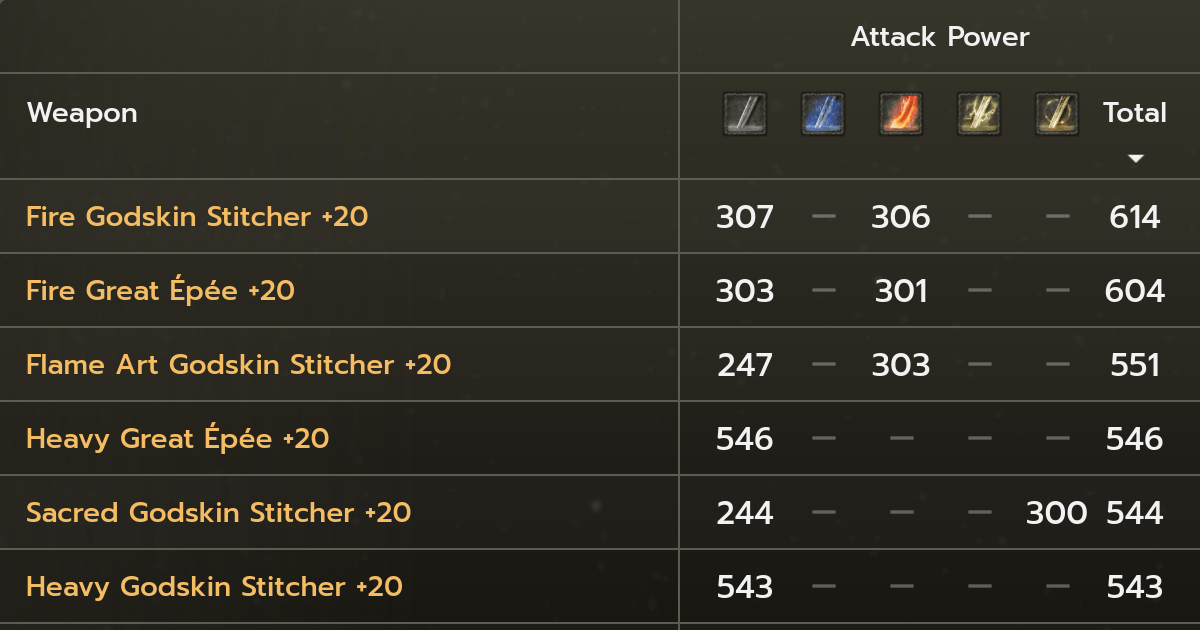 Attack Power
Weapon Total
Fire Godskin Stitcher +20 307 — 306 — — 614
Fire Great Épée +20 303 — 301 — — 604
Flame Art Godskin Stitcher +20 247 — 303 — — 551
Heavy Great Épée +20 546 — — — — 546
Sacred Godskin Stitcher +20 244 — — — 300 544
Heavy Godskin Stitcher +20 543 — — — — 543